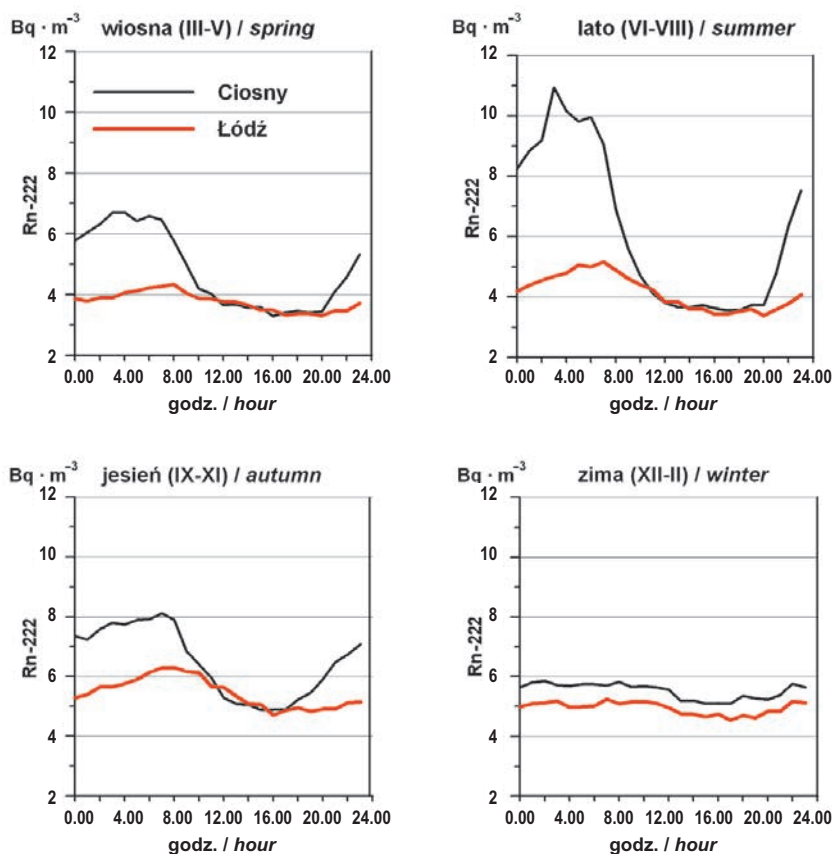 Bq · m⁻³ wiosna (III-V) / spring
12
10
8
6
4
2
Rn-222
Ciosny
Łódź
0.00 4.00 8.00 12.00 16.00 20.00 24.00
godz. / hour
Bq · m⁻³ lato (VI-VIII) / summer
12
10
8
6
4
2
Rn-222
0.00 4.00 8.00 12.00 16.00 20.00 24.00
godz. / hour
Bq · m⁻³ jesień (IX-XI) / autumn
12
10
8
6
4
2
Rn-222
0.00 4.00 8.00 12.00 16.00 20.00 24.00
godz. / hour
Bq · m⁻³ zima (XII-II) / winter
12
10
8
6
4
2
Rn-222
0.00 4.00 8.00 12.00 16.00 20.00 24.00
godz. / hour